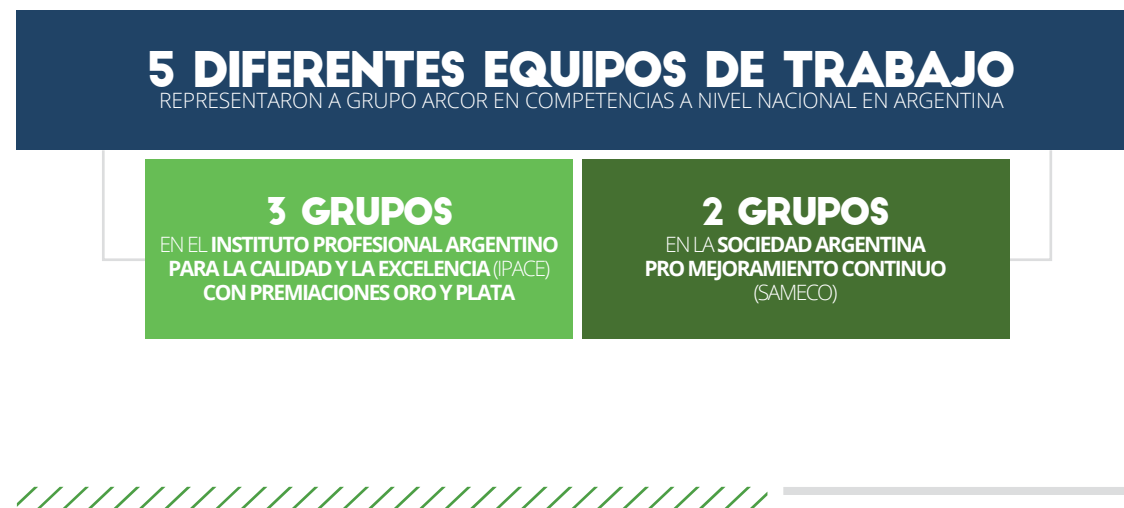 5 DIFERENTES EQUIPOS DE TRABAJO
REPRESENTARON A GRUPO ARCOR EN COMPETENCIAS A NIVEL NACIONAL EN ARGENTINA
3 GRUPOS
EN EL INSTITUTO PROFESIONAL ARGENTINO
PARA LA CALIDAD Y LA EXCELENCIA (IPACE)
CON PREMIACIONES ORO Y PLATA
2 GRUPOS
EN LA SOCIEDAD ARGENTINA
PRO MEJORAMIENTO CONTINUO
(SAMECO)